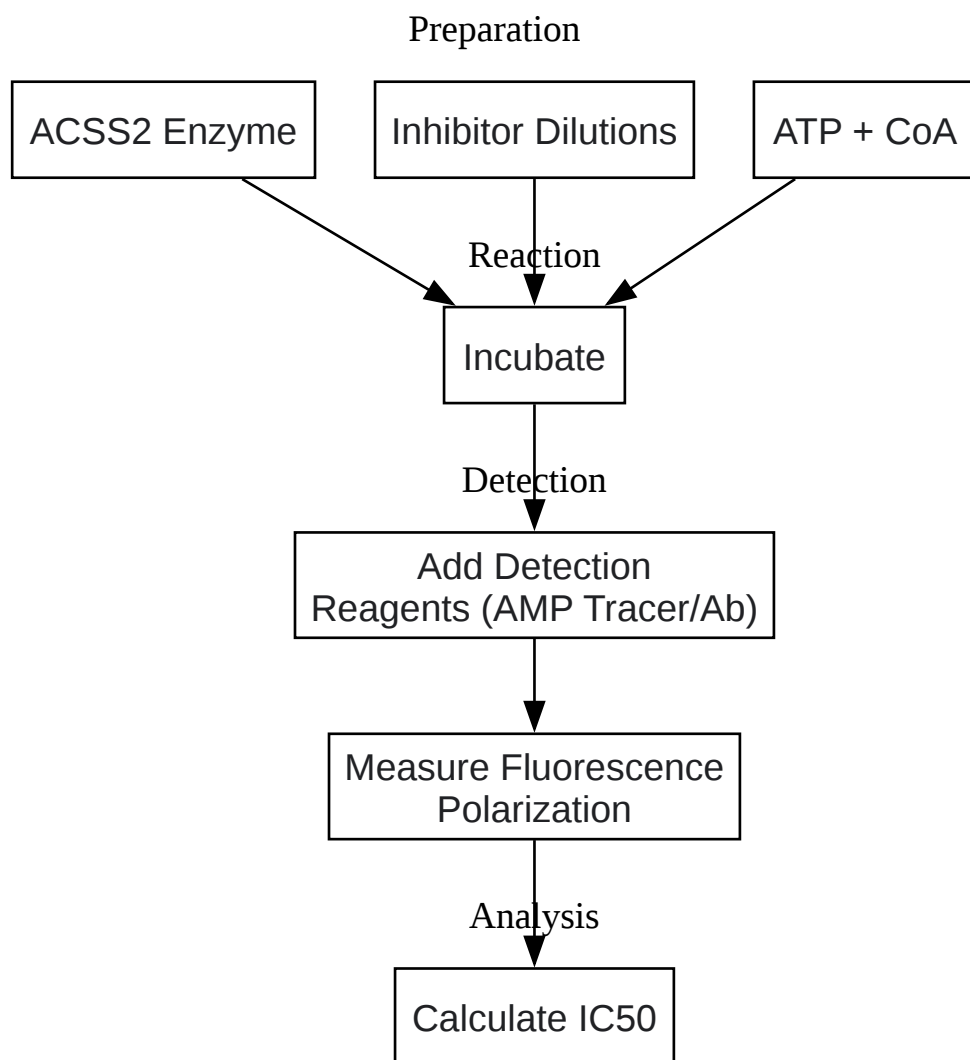 Preparation
ACSS2 Enzyme
Inhibitor Dilutions
ATP + CoA
Reaction
Incubate
Detection
Add Detection
Reagents (AMP Tracer/Ab)
Measure Fluorescence
Polarization
Analysis
Calculate IC50